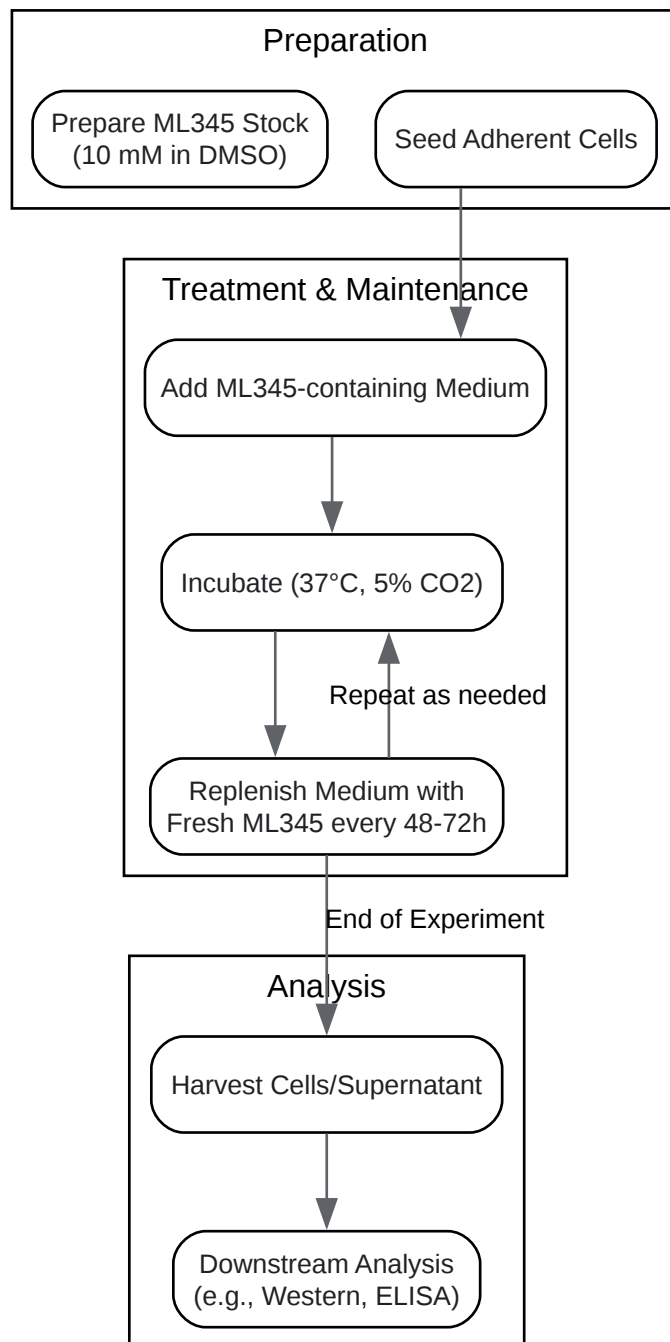 Preparation
Prepare ML345 Stock
(10 mM in DMSO)
Seed Adherent Cells
Treatment & Maintenance
Add ML345-containing Medium
Incubate (37°C, 5% CO2)
Repeat as needed
Replenish Medium with
Fresh ML345 every 48-72h
End of Experiment
Analysis
Harvest Cells/Supernatant
Downstream Analysis
(e.g., Western, ELISA)